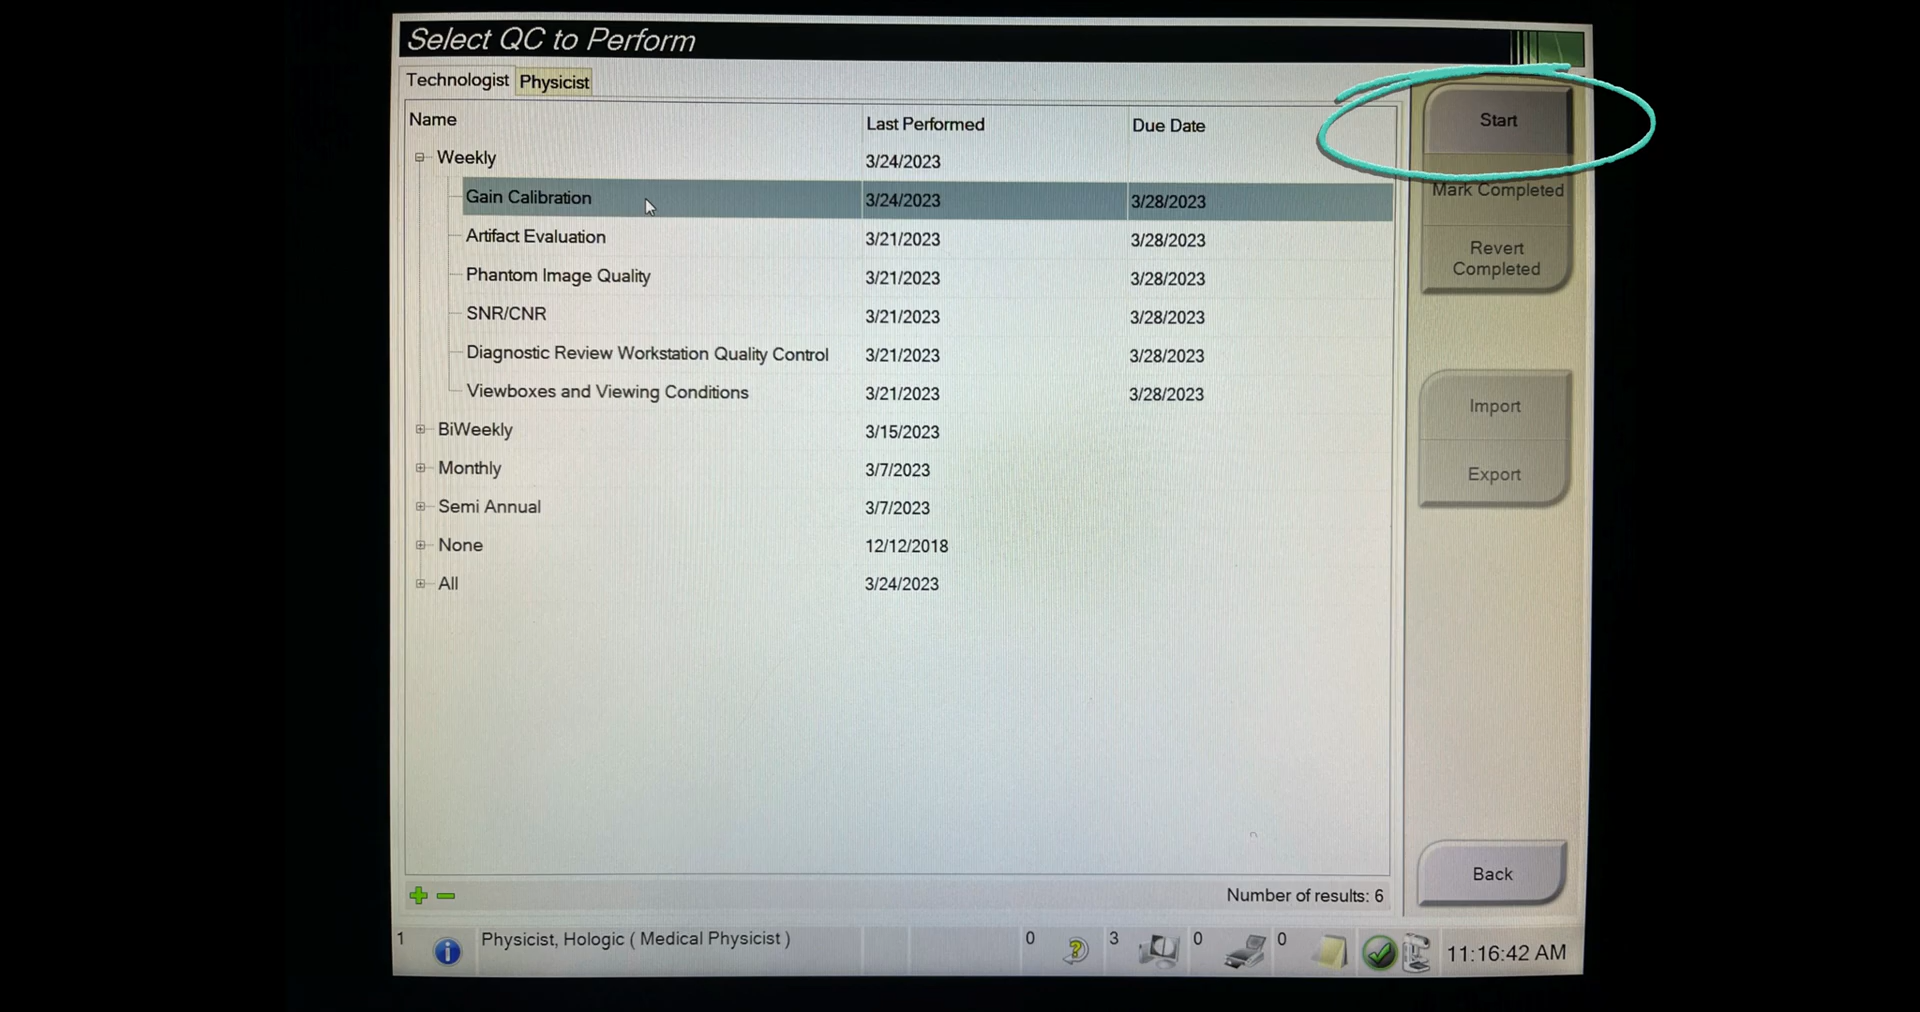 Select QC to Perform
Technologist Physicist
Name Last Performed Due Date
Weekly 3/24/2023
Gain Calibration 3/24/2023 3/28/2023
Artifact Evaluation 3/21/2023 3/28/2023
Phantom Image Quality 3/21/2023 3/28/2023
SNR/CNR 3/21/2023 3/28/2023
Diagnostic Review Workstation Quality Control 3/21/2023 3/28/2023
Viewboxes and Viewing Conditions 3/21/2023 3/28/2023
BiWeekly 3/15/2023
Monthly 3/7/2023
Semi Annual 3/7/2023
None 12/12/2018
All 3/24/2023
Number of results: 6
Start
Mark Completed
Revert
Completed
Import
Export
Back
1 Physicist, Hologic ( Medical Physicist ) 0 3 0 0 11:16:42 AM